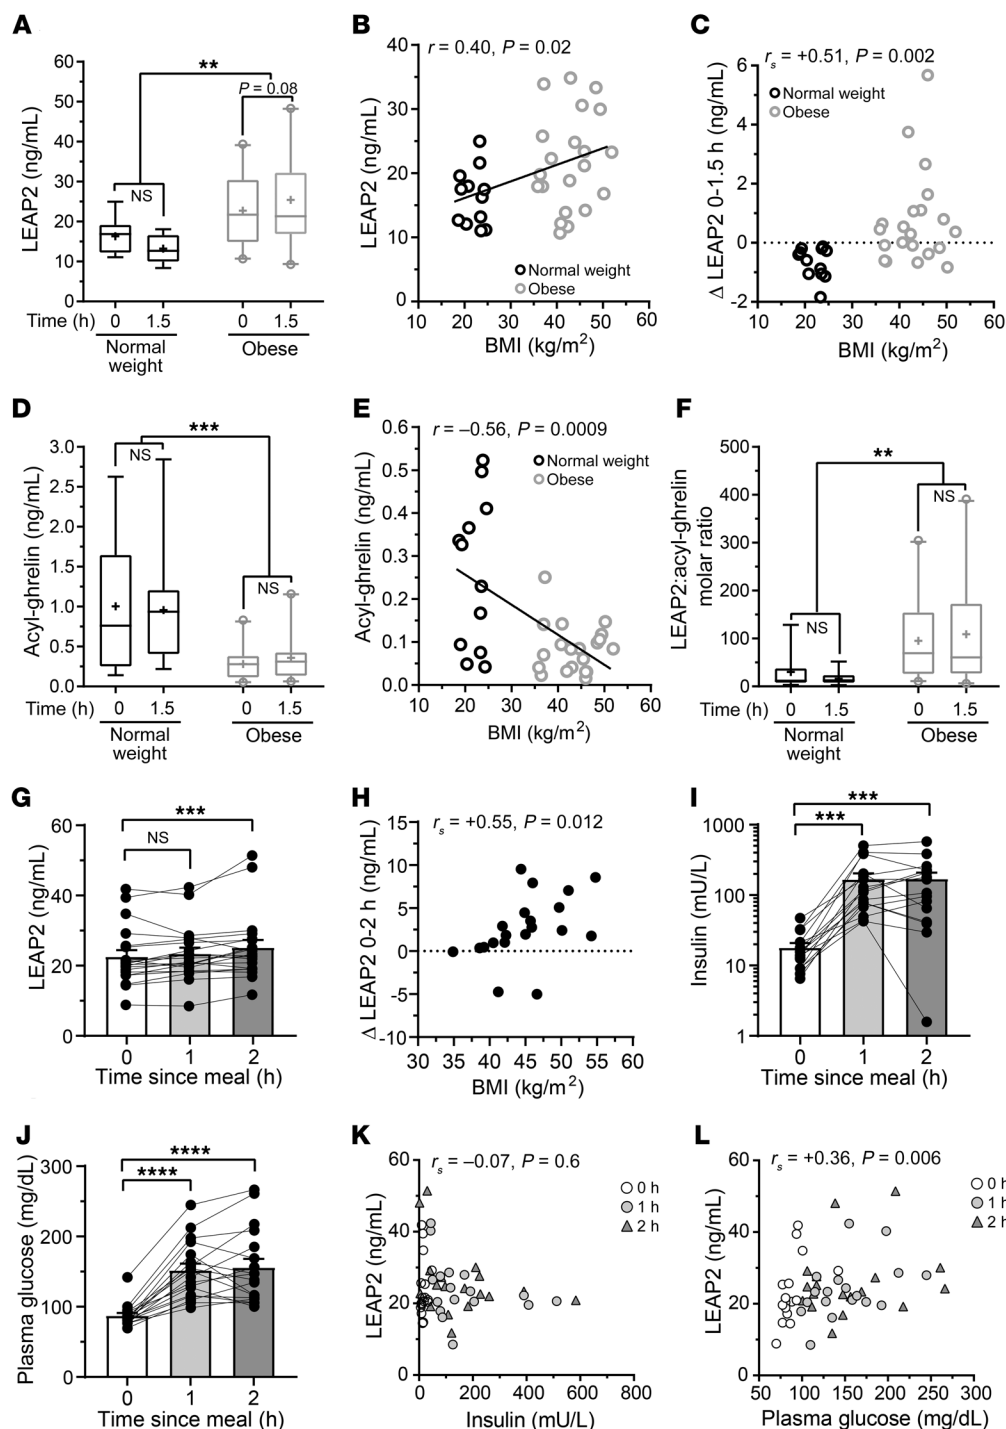 A
LEAP2 (ng/mL)
60
50
40
30
20
10
0
**
P = 0.08
NS
Time (h) 0 1.5 0 1.5
Normal weight
Obese
B
r = 0.40, P = 0.02
LEAP2 (ng/mL)
40
30
20
10
0
Normal weight
Obese
10 20 30 40 50 60
BMI (kg/m2)
C
rs = +0.51, P = 0.002
Δ LEAP2 0-1.5 h (ng/mL)
6
4
2
0
-2
Normal weight
Obese
10 20 30 40 50 60
BMI (kg/m2)
D
Acyl-ghrelin (ng/mL)
3.0
2.5
2.0
1.5
1.0
0.5
0.0
***
NS
NS
Time (h) 0 1.5 0 1.5
Normal weight
Obese
E
r = –0.56, P = 0.0009
Acyl-ghrelin (ng/mL)
0.6
0.5
0.4
0.3
0.2
0.1
0.0
Normal weight
Obese
10 20 30 40 50 60
BMI (kg/m2)
F
LEAP2:acyl-ghrelin
molar ratio
500
400
300
200
100
0
**
NS
NS
Time (h) 0 1.5 0 1.5
Normal weight
Obese
G
LEAP2 (ng/mL)
60
40
20
0
***
NS
0 1 2
Time since meal (h)
H
rs = +0.55, P = 0.012
Δ LEAP2 0-2 h (ng/mL)
15
10
5
0
-5
-10
30 35 40 45 50 55 60
BMI (kg/m2)
I
Insulin (mU/L)
1000
100
10
1
***
***
0 1 2
Time since meal (h)
J
Plasma glucose (mg/dL)
300
200
100
0
****
****
0 1 2
Time since meal (h)
K
rs = –0.07, P = 0.6
LEAP2 (ng/mL)
60
40
20
0
0 h
1 h
2 h
0 200 400 600 800
Insulin (mU/L)
L
rs = +0.36, P = 0.006
LEAP2 (ng/mL)
60
40
20
0
0 h
1 h
2 h
50 100 150 200 250 300
Plasma glucose (mg/dL)